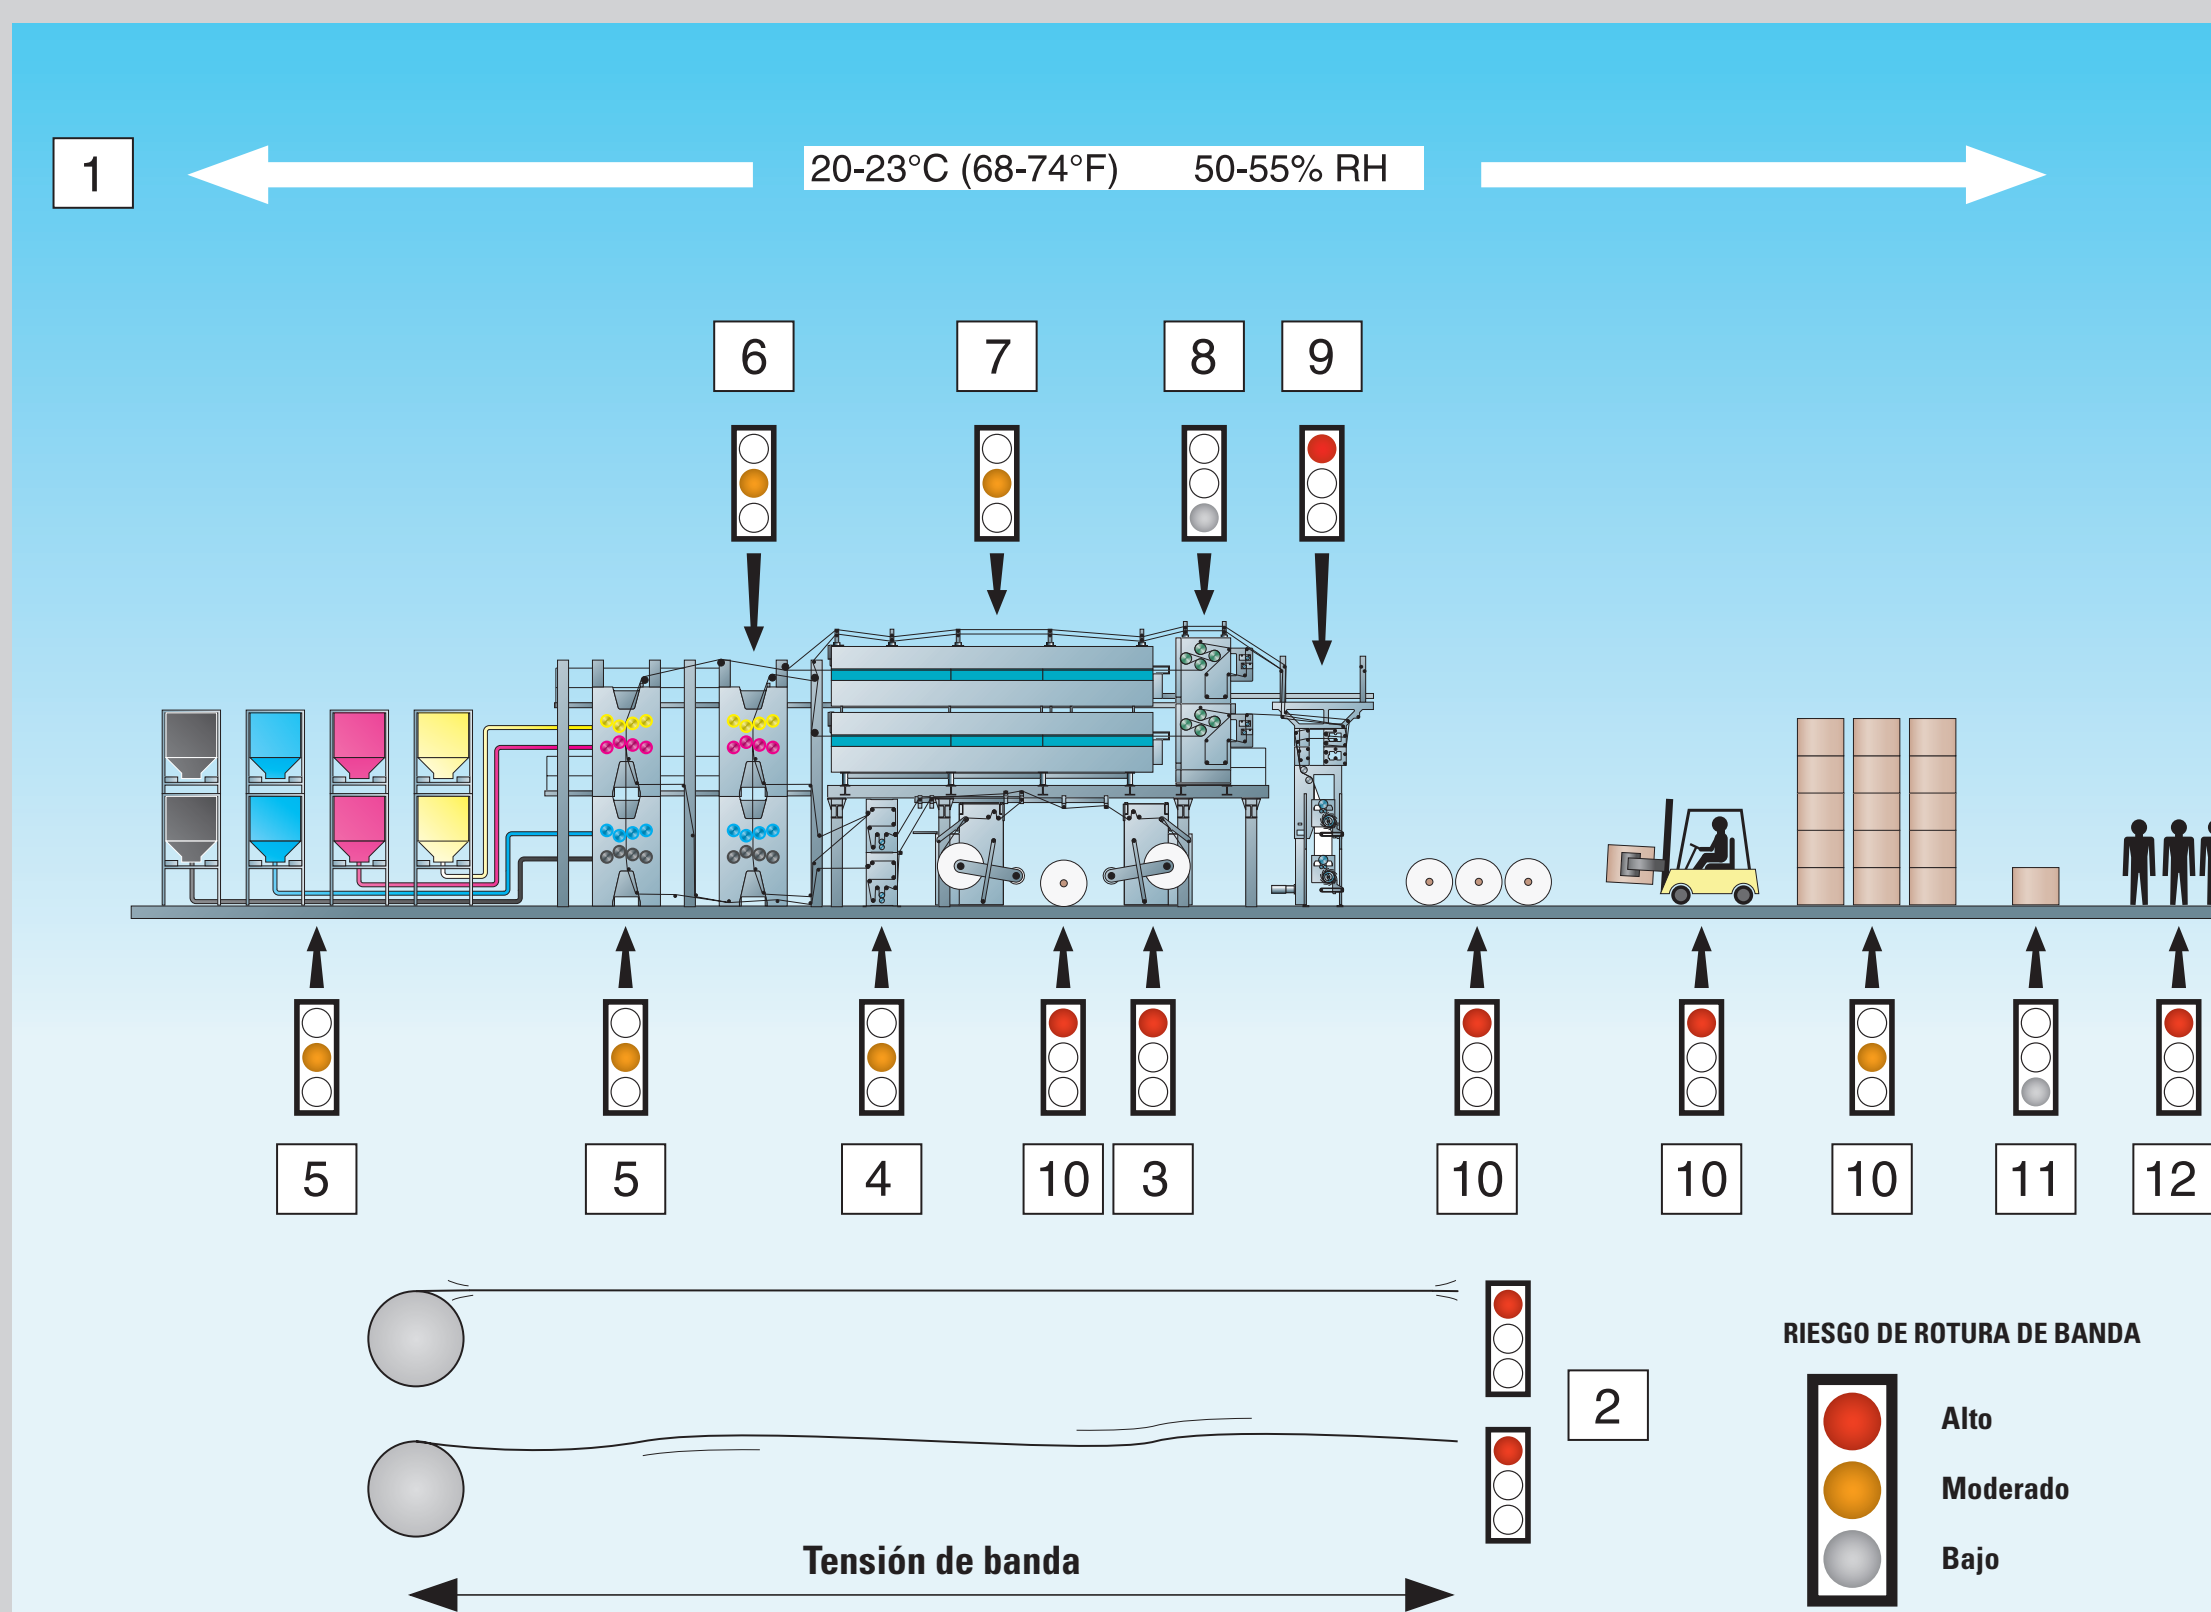 1
20-23°C (68-74°F) 50-55% RH
6 7 8 9
5 5 4 10 3 10 10 10 11 12
2
RIESGO DE ROTURA DE BANDA
Alto
Moderado
Bajo
Tensión de banda